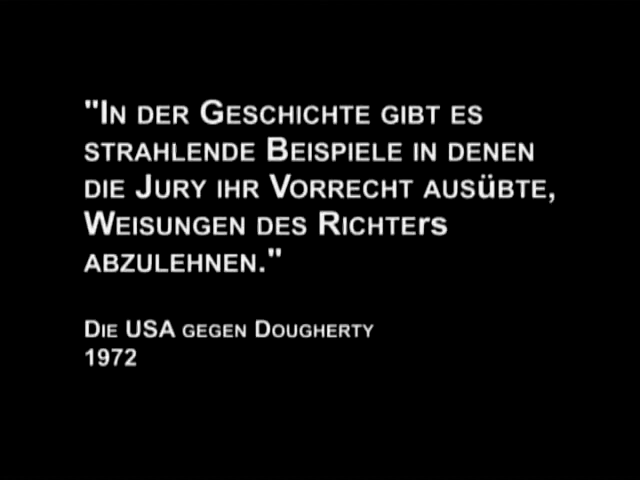 "In der Geschichte gibt es
strahlende Beispiele in denen
die Jury ihr Vorrecht ausübte,
Weisungen des Richters
abzulehnen."
Die USA gegen Dougherty
1972